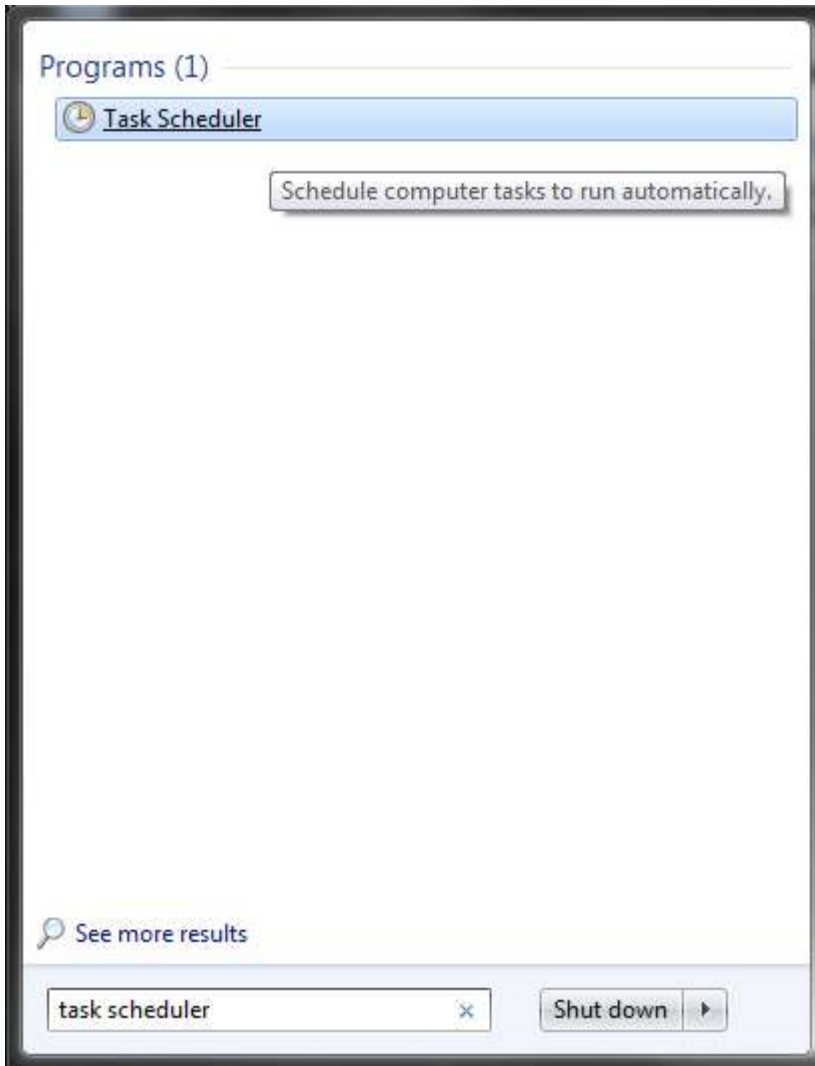 Programs (1)
Task Scheduler
Schedule computer tasks to run automatically.
See more results
task scheduler
Shut down